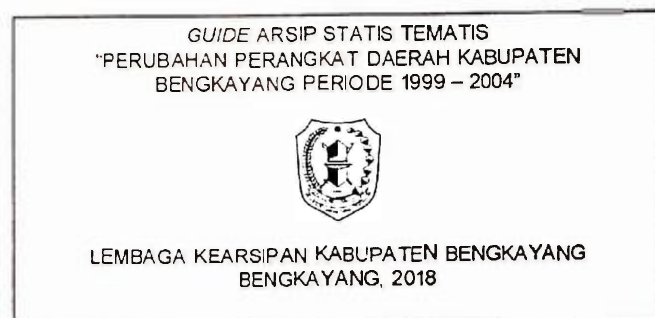 GUIDE ARSIP STATIS TEMATIS
"PERUBAHAN PERANGKAT DAERAH KABUPATEN
BENGKAYANG PERIODE 1999 – 2004"
LEMBAGA KEARSIPAN KABUPATEN BENGKAYANG
BENGKAYANG, 2018